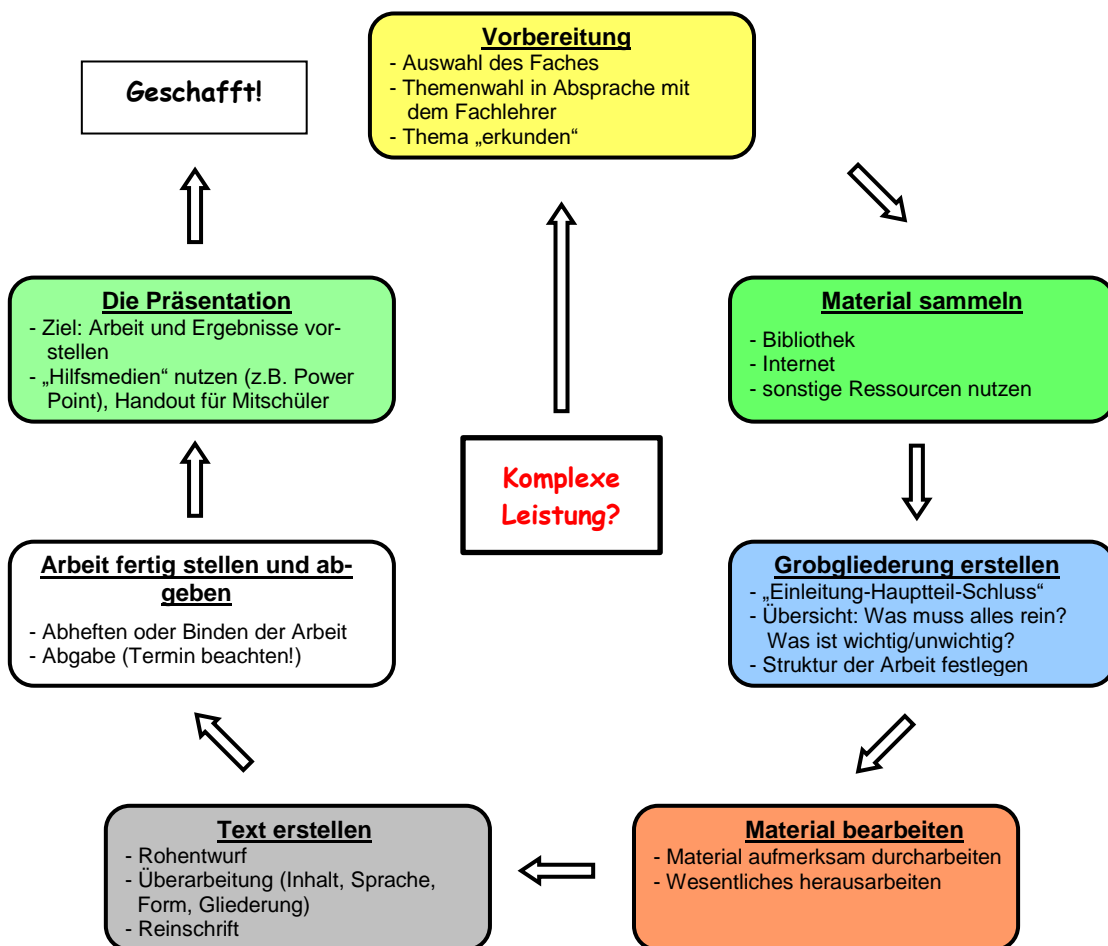 Vorbereitung
- Auswahl des Faches
- Themenwahl in Absprache mit
dem Fachlehrer
- Thema „erkunden“
Geschafft!
Die Präsentation
- Ziel: Arbeit und Ergebnisse vor-
stellen
- „Hilfsmedien“ nutzen (z.B. Power
Point), Handout für Mitschüler
Material sammeln
- Bibliothek
- Internet
- sonstige Ressourcen nutzen
Komplexe
Leistung?
Arbeit fertig stellen und ab-
geben
- Abheften oder Binden der Arbeit
- Abgabe (Termin beachten!)
Grobgliederung erstellen
- „Einleitung-Hauptteil-Schluss“
- Übersicht: Was muss alles rein?
Was ist wichtig/unwichtig?
- Struktur der Arbeit festlegen
Text erstellen
- Rohentwurf
- Überarbeitung (Inhalt, Sprache,
Form, Gliederung)
- Reinschrift
Material bearbeiten
- Material aufmerksam durcharbeiten
- Wesentliches herausarbeiten